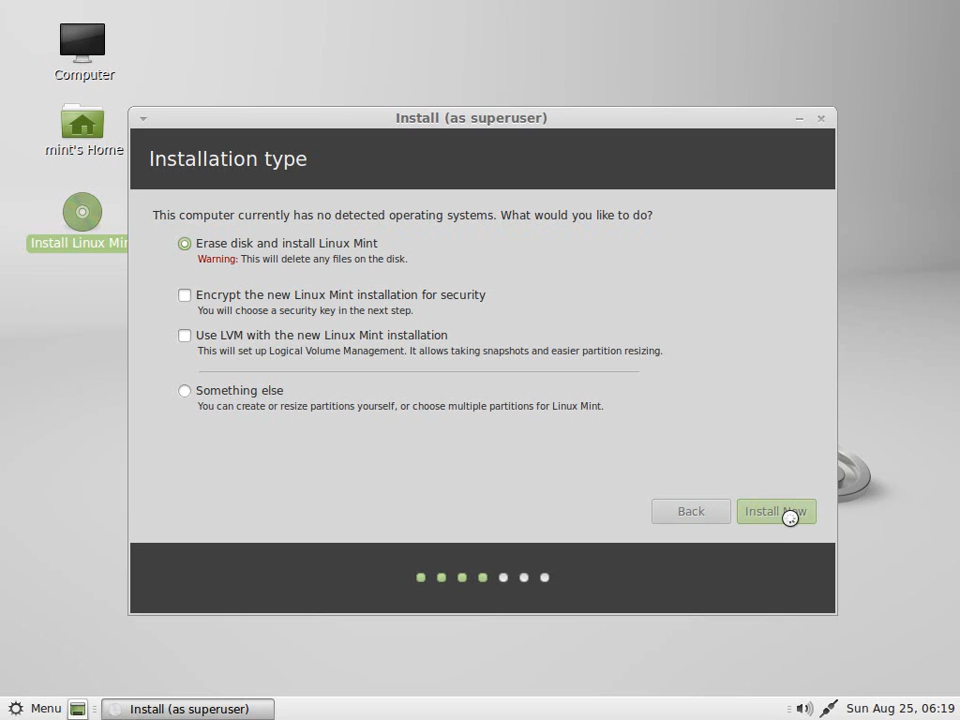 Computer
mint's Home
Install Linux Min
Install (as superuser)
Installation type
This computer currently has no detected operating systems. What would you like to do?
Erase disk and install Linux Mint
Warning: This will delete any files on the disk.
Encrypt the new Linux Mint installation for security
You will choose a security key in the next step.
Use LVM with the new Linux Mint installation
This will set up Logical Volume Management. It allows taking snapshots and easier partition resizing.
Something else
You can create or resize partitions yourself, or choose multiple partitions for Linux Mint.
Back
Install Now
Menu
Install (as superuser)
Sun Aug 25, 06:19